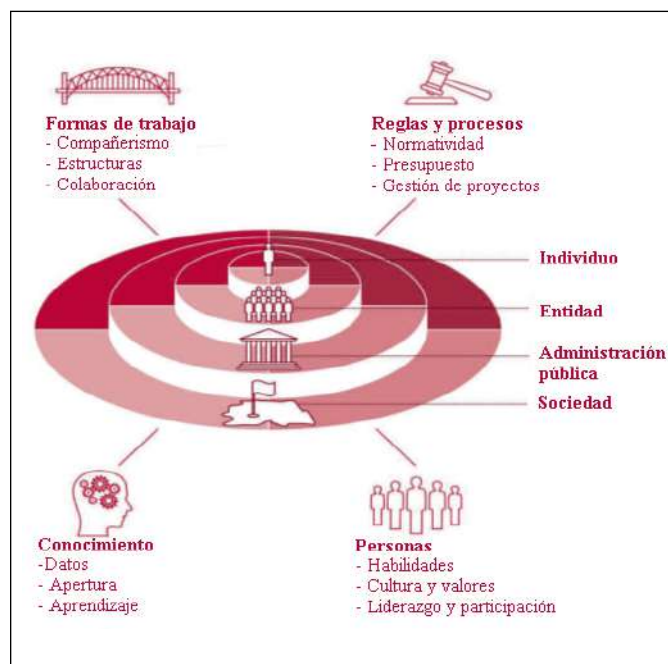 Formas de trabajo
- Compañerismo
- Estructuras
- Colaboración
Reglas y procesos
- Normatividad
- Presupuesto
- Gestión de proyectos
Individuo
Entidad
Administración
pública
Sociedad
Conocimiento
-Datos
- Apertura
- Aprendizaje
Personas
- Habilidades
- Cultura y valores
- Liderazgo y participación